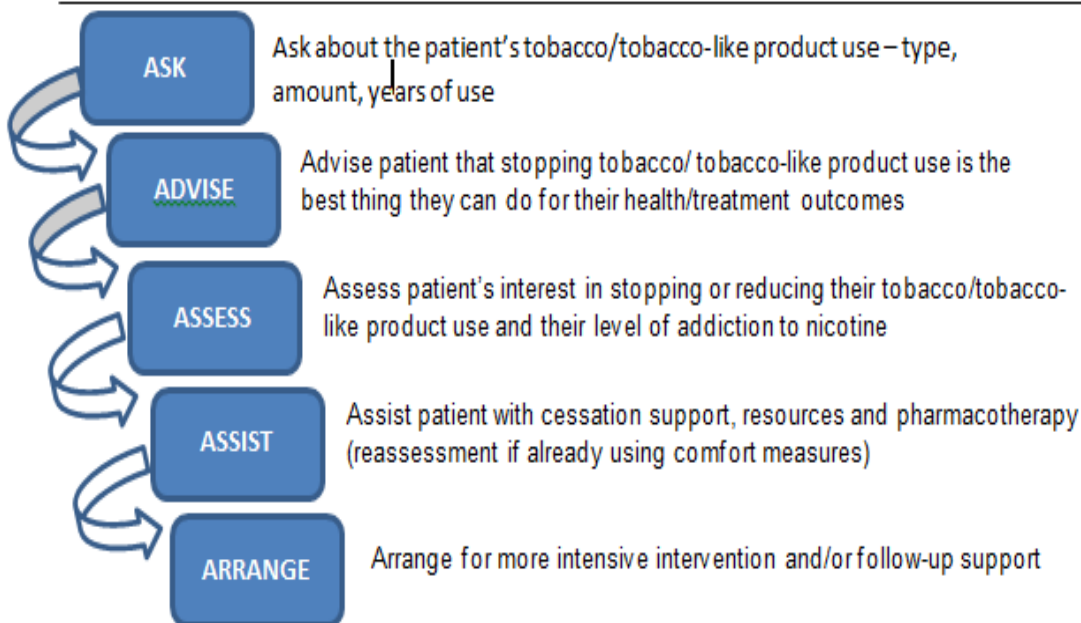 ASK
Ask about the patient's tobacco/tobacco-like product use – type,
amount, years of use
ADVISE
Advise patient that stopping tobacco/ tobacco-like product use is the
best thing they can do for their health/treatment outcomes
ASSESS
Assess patient's interest in stopping or reducing their tobacco/tobacco-
like product use and their level of addiction to nicotine
ASSIST
Assist patient with cessation support, resources and pharmacotherapy
(reassessment if already using comfort measures)
ARRANGE
Arrange for more intensive intervention and/or follow-up support